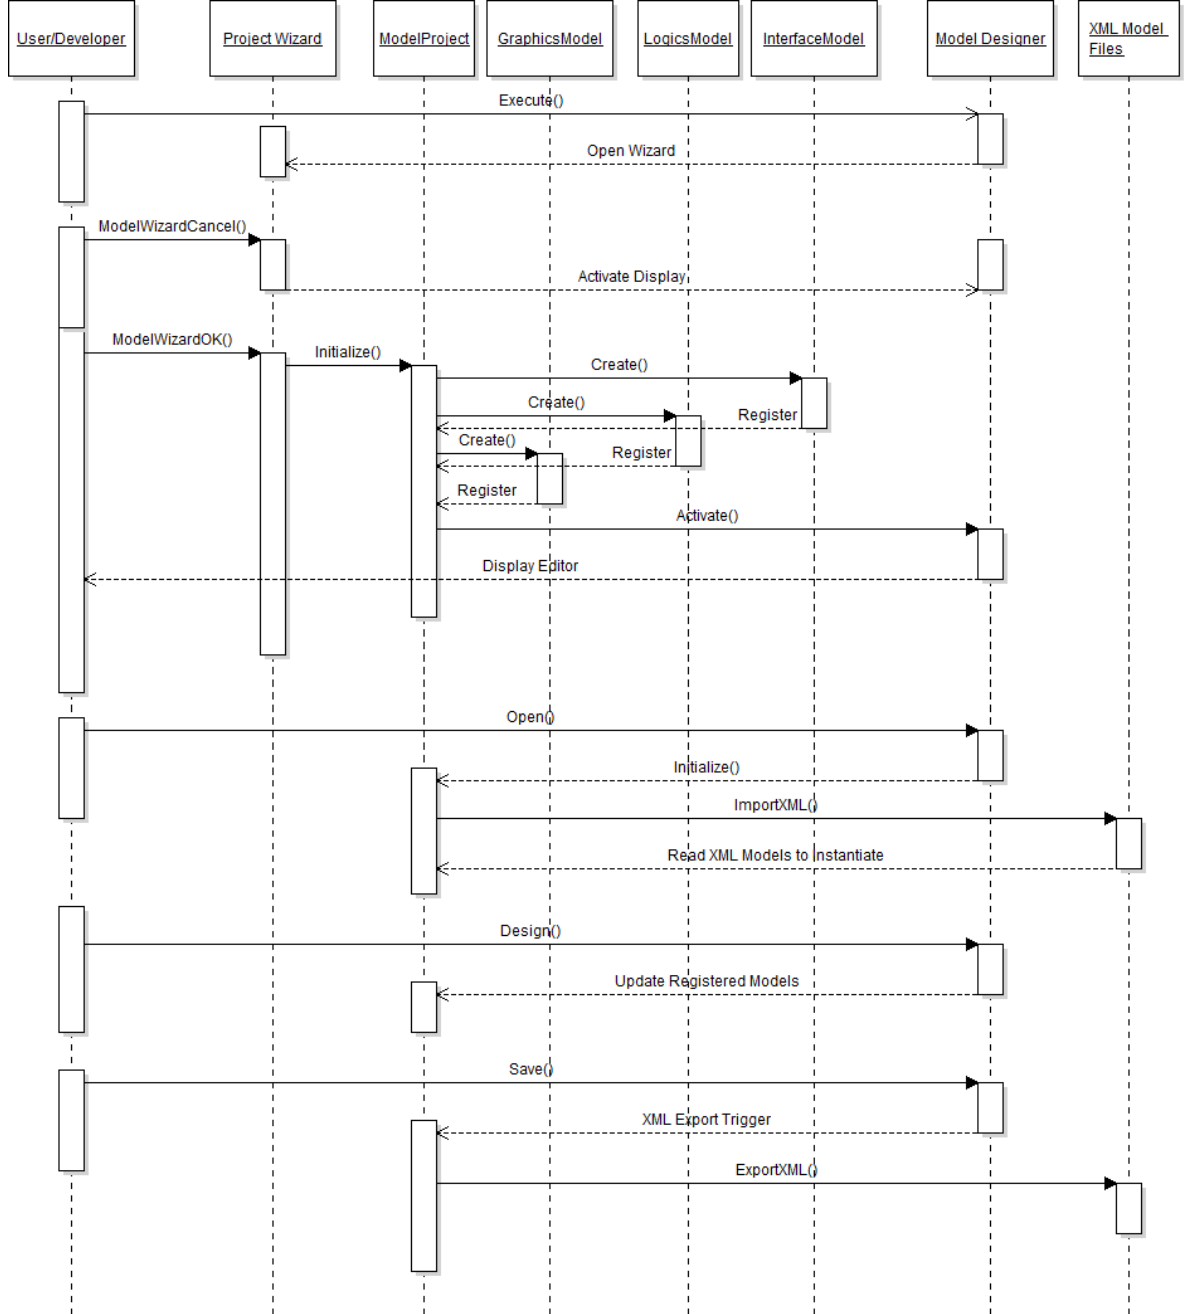 User/Developer
Project Wizard
ModelProject
GraphicsModel
LogicsModel
InterfaceModel
Model Designer
XML Model
Files
Execute()
Open Wizard
ModelWizardCancel()
Activate Display
ModelWizardOK()
Initialize()
Create()
Create()
Register
Create()
Register
Register
Activate()
Display Editor
Open()
Initialize()
ImportXML()
Read XML Models to Instantiate
Design()
Update Registered Models
Save()
XML Export Trigger
ExportXML()